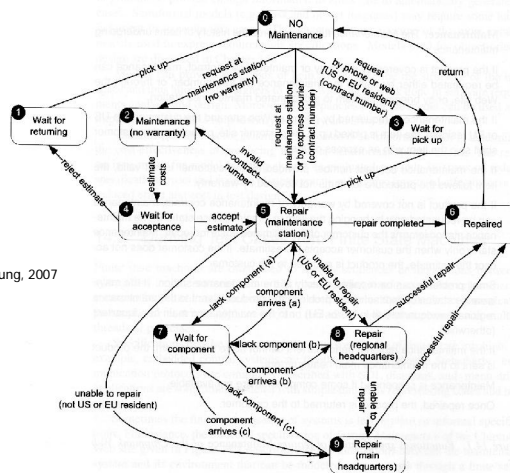 0
NO
Maintenance
pick up
request at
maintenance station
(no warranty)
request
by phone or web
[US or EU resident]
(contract number)
return
1
Wait for
returning
2
Maintenance
(no warranty)
request at
maintenance station
or by express courier
(contract number)
3
Wait for
pick up
reject estimate
estimate
costs
invalid
contract
number
pick up
4
Wait for
acceptance
accept
estimate
5
Repair
(maintenance
station)
repair completed
6
Repaired
ung, 2007
lack component (a)
component
arrives (a)
unable to repair
(US or EU resident)
successful repair
successful repair
7
Wait for
component
lack component (b)
component
arrives (b)
8
Repair
(regional
headquarters)
unable to repair
(not US or EU resident)
lack component (c)
component
arrives (c)
unable to
repair
9
Repair
(main
headquarters)